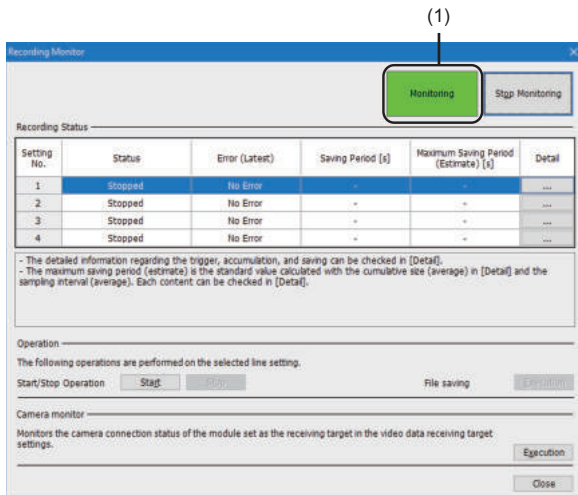 (1)
Recording Monitor
Monitoring
Stop Monitoring
Recording Status
Setting No. Status Error (Latest) Saving Period [s] Maximum Saving Period (Estimate) [s] Detail
1 Stopped No Error - - ...
2 Stopped No Error - - ...
3 Stopped No Error - - ...
4 Stopped No Error - - ...
- The detailed information regarding the trigger, accumulation, and saving can be checked in [Detail].
- The maximum saving period (estimate) is the standard value calculated with the cumulative size (average) in [Detail] and the
sampling interval (average). Each content can be checked in [Detail].
Operation
The following operations are performed on the selected line setting.
Start/Stop Operation Start Stop File saving Execution
Camera monitor
Monitors the camera connection status of the module set as the receiving target in the video data receiving target
settings.
Execution
Close